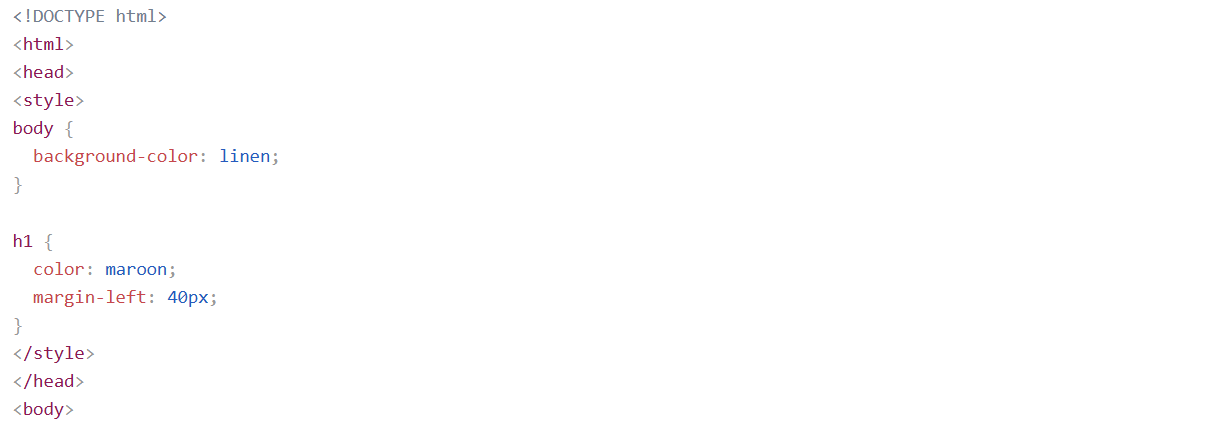 <!DOCTYPE html>
<html>
<head>
<style>
body {
  background-color: linen;
}

h1 {
  color: maroon;
  margin-left: 40px;
}
</style>
</head>
<body>